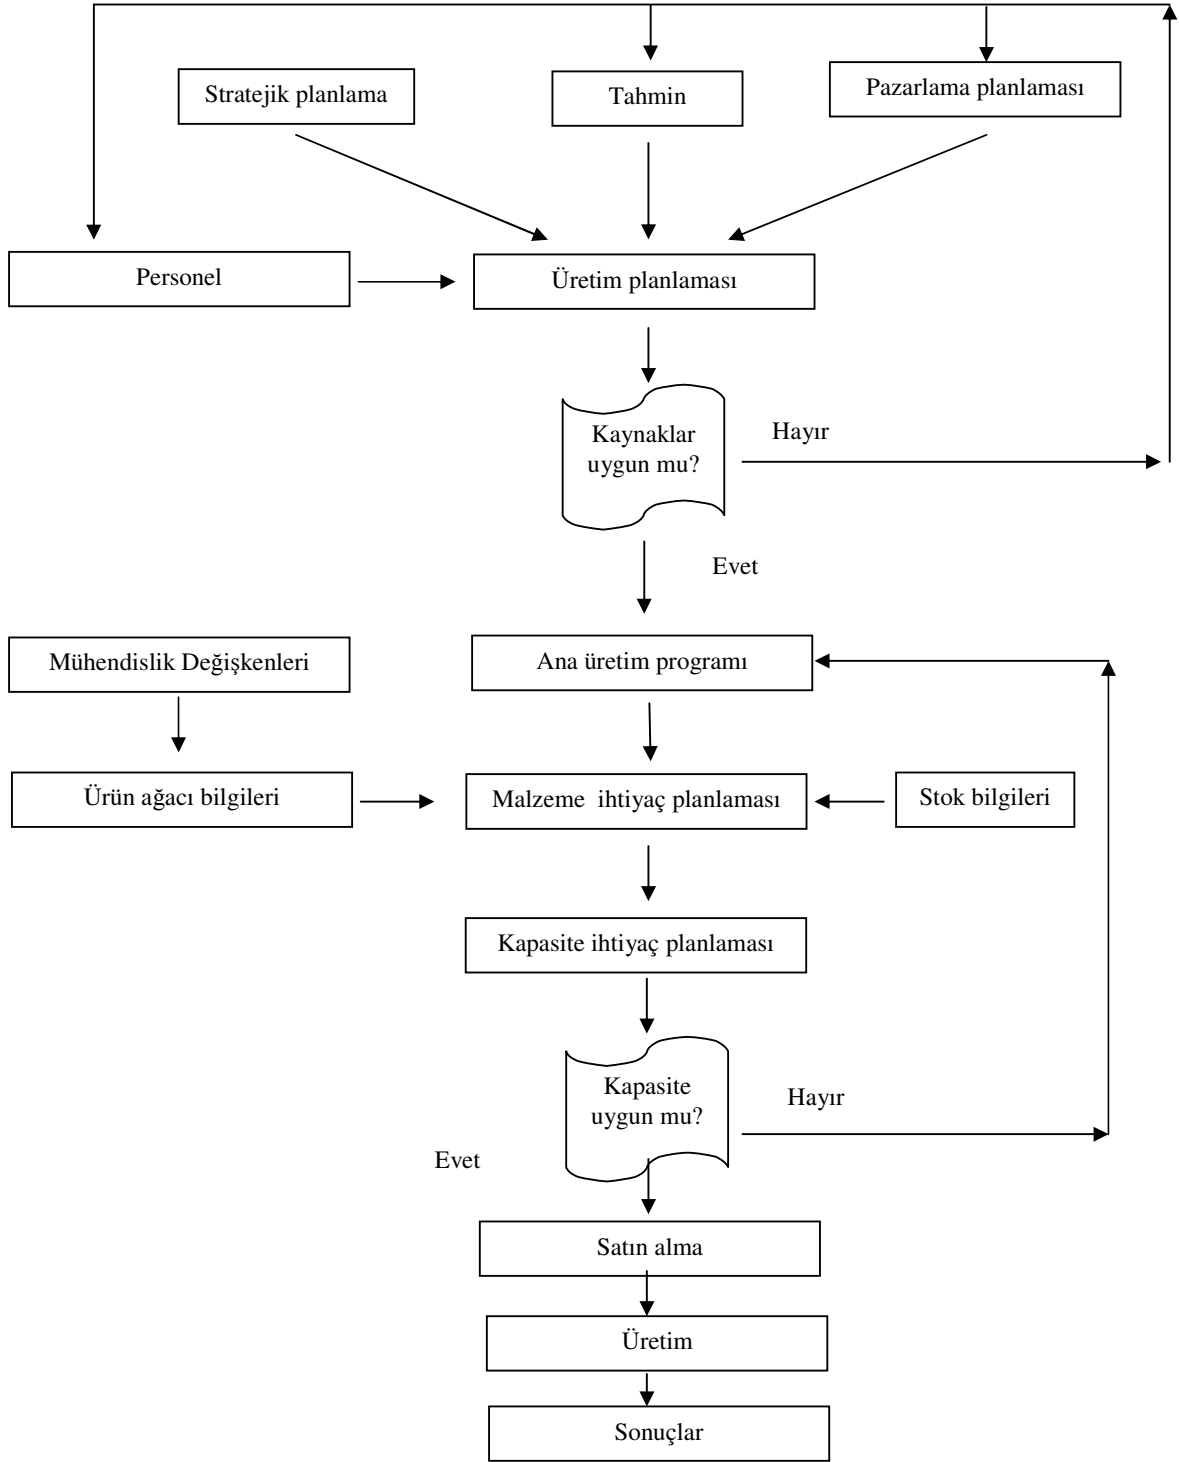 Stratejik planlama
Tahmin
Pazarlama planlaması
Personel
Üretim planlaması
Kaynaklar
uygun mu?
Hayır
Evet
Mühendislik Değişkenleri
Ana üretim programı
Ürün ağacı bilgileri
Malzeme  ihtiyaç planlaması
Stok bilgileri
Kapasite ihtiyaç planlaması
Kapasite
uygun mu?
Hayır
Evet
Satın alma
Üretim
Sonuçlar